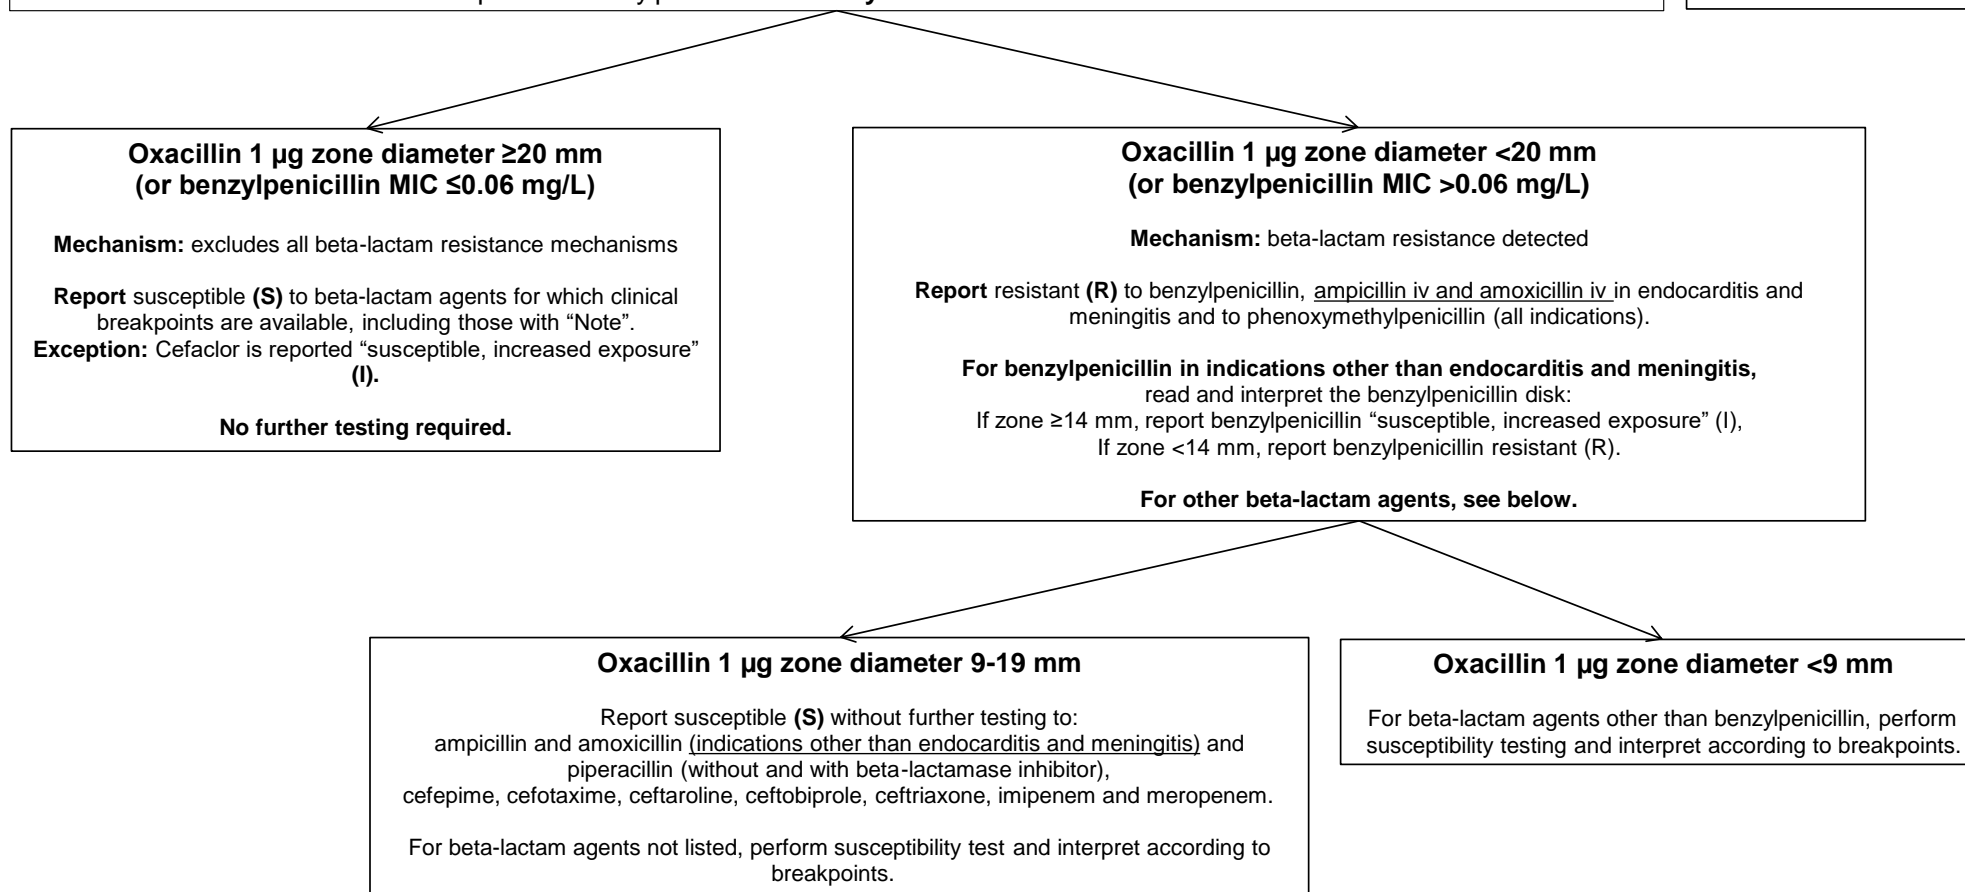 Oxacillin 1 µg zone diameter ≥20 mm
(or benzylpenicillin MIC ≤0.06 mg/L)
Mechanism: excludes all beta-lactam resistance mechanisms
Report susceptible (S) to beta-lactam agents for which clinical
breakpoints are available, including those with “Note”.
Exception: Cefaclor is reported “susceptible, increased exposure”
(I).
No further testing required.
Oxacillin 1 µg zone diameter <20 mm
(or benzylpenicillin MIC >0.06 mg/L)
Mechanism: beta-lactam resistance detected
Report resistant (R) to benzylpenicillin, ampicillin iv and amoxicillin iv in endocarditis and
meningitis and to phenoxymethylpenicillin (all indications).
For benzylpenicillin in indications other than endocarditis and meningitis,
read and interpret the benzylpenicillin disk:
If zone ≥14 mm, report benzylpenicillin “susceptible, increased exposure” (I),
If zone <14 mm, report benzylpenicillin resistant (R).
For other beta-lactam agents, see below.
Oxacillin 1 µg zone diameter 9-19 mm
Report susceptible (S) without further testing to:
ampicillin and amoxicillin (indications other than endocarditis and meningitis) and
piperacillin (without and with beta-lactamase inhibitor),
cefepime, cefotaxime, ceftaroline, ceftobiprole, ceftriaxone, imipenem and meropenem.
For beta-lactam agents not listed, perform susceptibility test and interpret according to
breakpoints.
Oxacillin 1 µg zone diameter <9 mm
For beta-lactam agents other than benzylpenicillin, perform
susceptibility testing and interpret according to breakpoints.